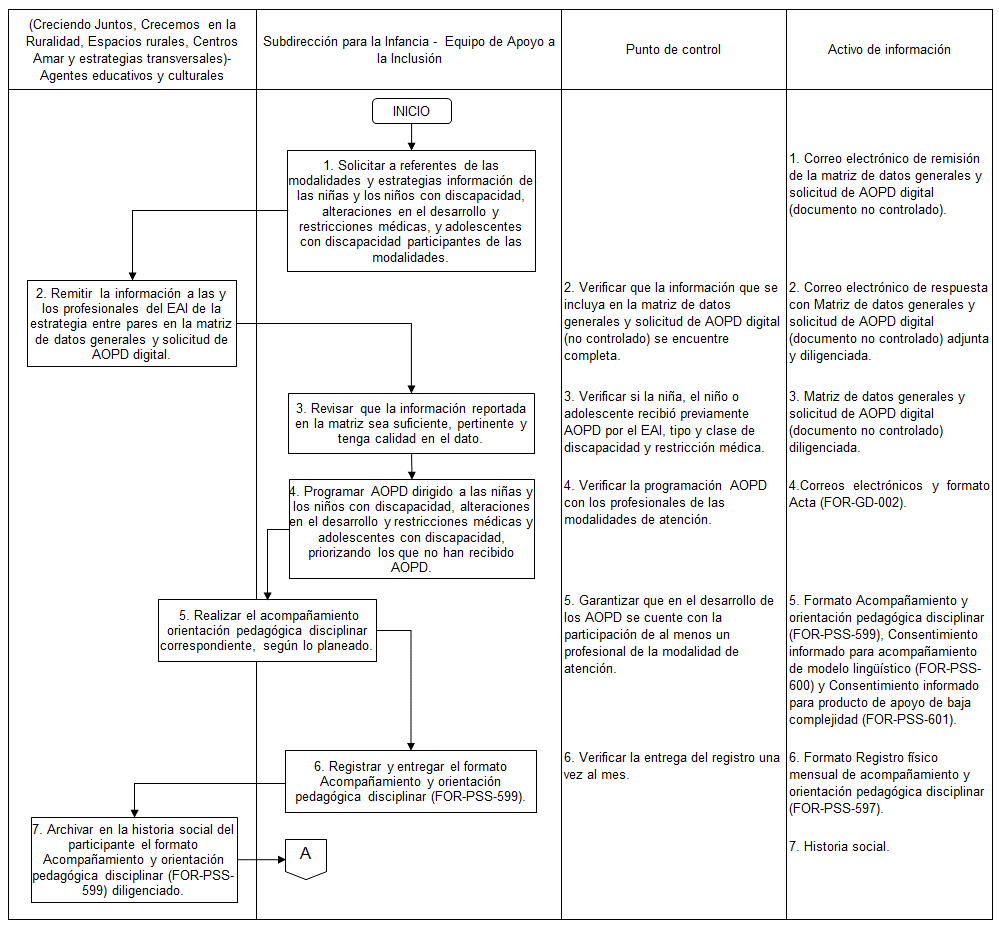 (Creciendo Juntos, Crecemos en la
Ruralidad, Espacios rurales, Centros
Amar y estrategias transversales)-
Agentes educativos y culturales
Subdirección para la Infancia - Equipo de Apoyo a
la Inclusión
Punto de control
Activo de información
INICIO
1. Solicitar a referentes de las
modalidades y estrategias información de
las niñas y los niños con discapacidad,
alteraciones en el desarrollo y
restricciones médicas, y adolescentes
con discapacidad participantes de las
modalidades.
1. Correo electrónico de remisión
de la matriz de datos generales y
solicitud de AOPD digital
(documento no controlado).
2. Remitir la información a las y
los profesionales del EAI de la
estrategia entre pares en la matriz
de datos generales y solicitud de
AOPD digital.
2. Verificar que la información que se
incluya en la matriz de datos
generales y solicitud de AOPD digital
(no controlado) se encuentre
completa.
2. Correo electrónico de respuesta
con Matriz de datos generales y
solicitud de AOPD digital
(documento no controlado) adjunta
y diligenciada.
3. Revisar que la información reportada
en la matriz sea suficiente, pertinente y
tenga calidad en el dato.
3. Verificar si la niña, el niño o
adolescente recibió previamente
AOPD por el EAI, tipo y clase de
discapacidad y restricción médica.
3. Matriz de datos generales y
solicitud de AOPD digital
(documento no controlado)
diligenciada.
4. Programar AOPD dirigido a las niñas y
los niños con discapacidad, alteraciones
en el desarrollo y restricciones médicas y
adolescentes con discapacidad,
priorizando los que no han recibido
AOPD.
4. Verificar la programación AOPD
con los profesionales de las
modalidades de atención.
4.Correos electrónicos y formato
Acta (FOR-GD-002).
5. Realizar el acompañamiento
orientación pedagógica disciplinar
correspondiente, según lo planeado.
5. Garantizar que en el desarrollo de
los AOPD se cuente con la
participación de al menos un
profesional de la modalidad de
atención.
5. Formato Acompañamiento y
orientación pedagógica disciplinar
(FOR-PSS-599), Consentimiento
informado para acompañamiento
de modelo lingüístico (FOR-PSS-
600) y Consentimiento informado
para producto de apoyo de baja
complejidad (FOR-PSS-601).
6. Registrar y entregar el formato
Acompañamiento y orientación
pedagógica disciplinar (FOR-PSS-599).
6. Verificar la entrega del registro una
vez al mes.
6. Formato Registro físico
mensual de acompañamiento y
orientación pedagógica disciplinar
(FOR-PSS-597).
7. Archivar en la historia social del
participante el formato
Acompañamiento y orientación
pedagógica disciplinar (FOR-PSS-
599) diligenciado.
A
7. Historia social.